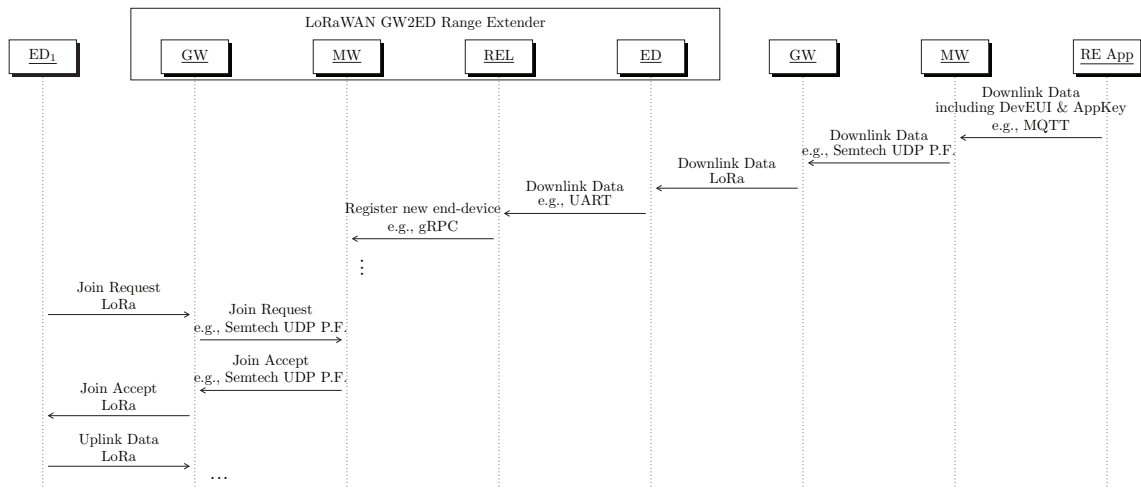 LoRaWAN GW2ED Range Extender
ED₁
GW
MW
REL
ED
GW
MW
RE App
Downlink Data
including DevEUI & AppKey
e.g., MQTT
Downlink Data
e.g., Semtech UDP P.F.
Downlink Data
LoRa
Downlink Data
e.g., UART
Register new end-device
e.g., gRPC
⋮
Join Request
LoRa
Join Request
e.g., Semtech UDP P.F.
Join Accept
e.g., Semtech UDP P.F.
Join Accept
LoRa
Uplink Data
LoRa
...